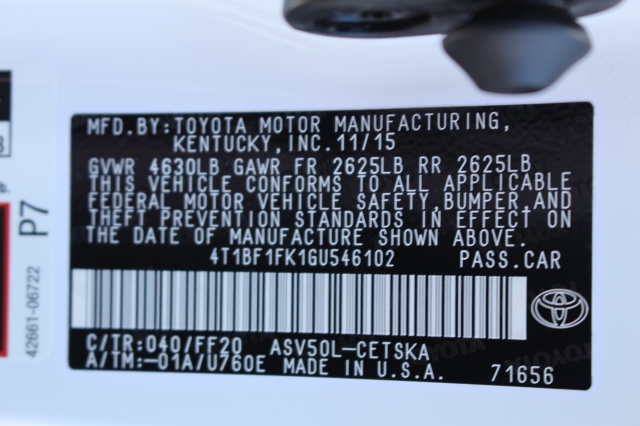 MFD.BY:TOYOTA MOTOR MANUFACTURING,
KENTUCKY, INC.11/15
GVWR 4630LB GAWR FR 2625LB RR 2625LB
THIS VEHICLE CONFORMS TO ALL APPLICABLE
FEDERAL MOTOR VEHICLE SAFETY,BUMPER,AND
THEFT PREVENTION STANDARDS IN EFFECT ON
THE DATE OF MANUFACTURE SHOWN ABOVE.
4T1BF1FK1GU546102 PASS.CAR
C/TR:040/FF20 ASV50L-CETSKA
A/TM:-01A/U760E MADE IN U.S.A. 71656
P7
42661-06722